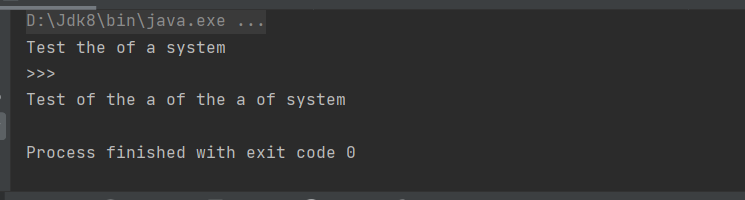 D:\Jdk8\bin\java.exe ...
Test the of a system
>>>
Test of the a of the a of system
Process finished with exit code 0